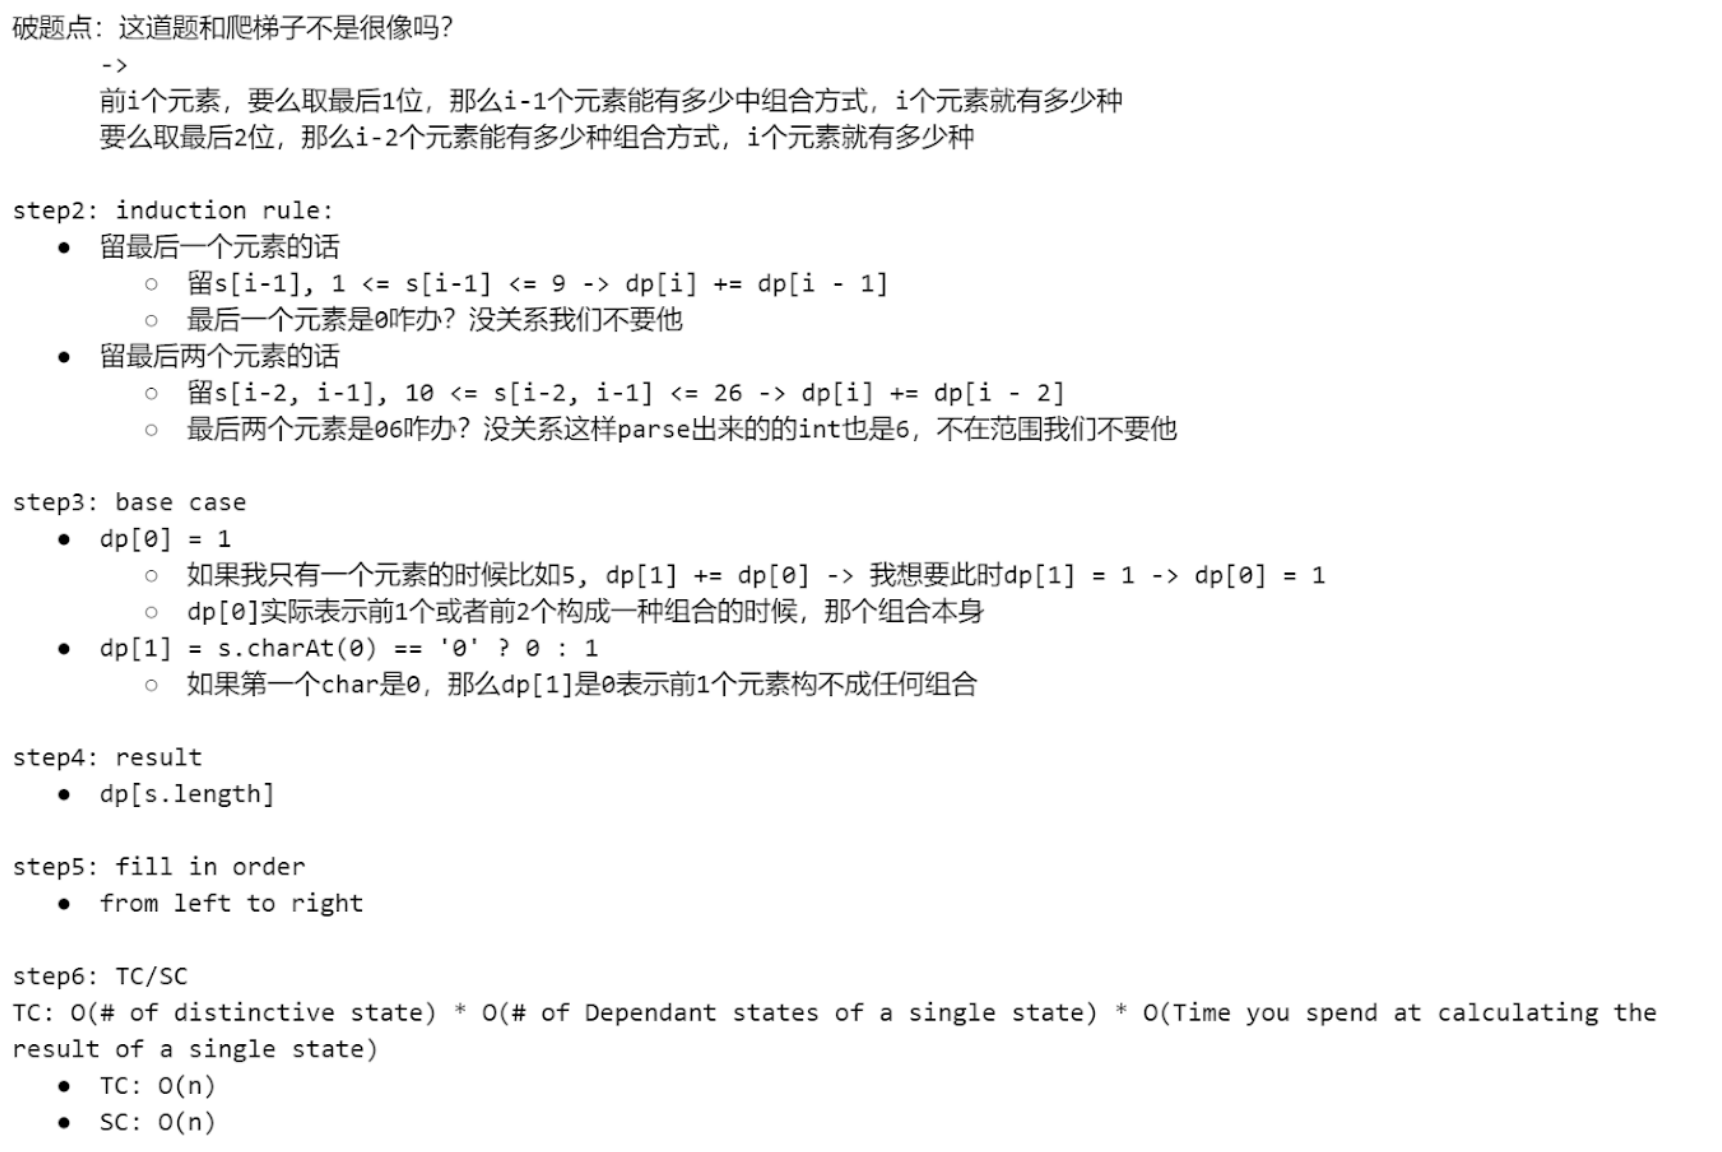 破题点：这道题和爬梯子不是很像吗？
->
前i个元素，要么取最后1位，那么i-1个元素能有多少中组合方式，i个元素就有多少种
要么取最后2位，那么i-2个元素能有多少种组合方式，i个元素就有多少种
step2: induction rule:
● 留最后一个元素的话
○ 留s[i-1], 1 <= s[i-1] <= 9 -> dp[i] += dp[i - 1]
○ 最后一个元素是0咋办？没关系我们不要他
● 留最后两个元素的话
○ 留s[i-2, i-1], 10 <= s[i-2, i-1] <= 26 -> dp[i] += dp[i - 2]
○ 最后两个元素是06咋办？没关系这样parse出来的的int也是6，不在范围我们不要他
step3: base case
● dp[0] = 1
○ 如果我只有一个元素的时候比如5, dp[1] += dp[0] -> 我想要此时dp[1] = 1 -> dp[0] = 1
○ dp[0]实际表示前1个或者前2个构成一种组合的时候，那个组合本身
● dp[1] = s.charAt(0) == '0' ? 0 : 1
○ 如果第一个char是0，那么dp[1]是0表示前1个元素构不成任何组合
step4: result
● dp[s.length]
step5: fill in order
● from left to right
step6: TC/SC
TC: O(# of distinctive state) * O(# of Dependant states of a single state) * O(Time you spend at calculating the
result of a single state)
● TC: O(n)
● SC: O(n)